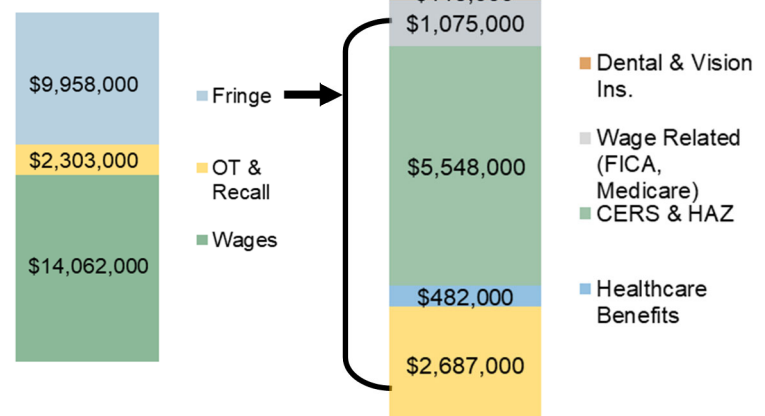 $1,075,000
$9,958,000
Fringe
$2,303,000
OT &
Recall
$14,062,000
Wages
$5,548,000
$482,000
$2,687,000
Dental & Vision
Ins.
Wage Related
(FICA,
Medicare)
CERS & HAZ
Healthcare
Benefits